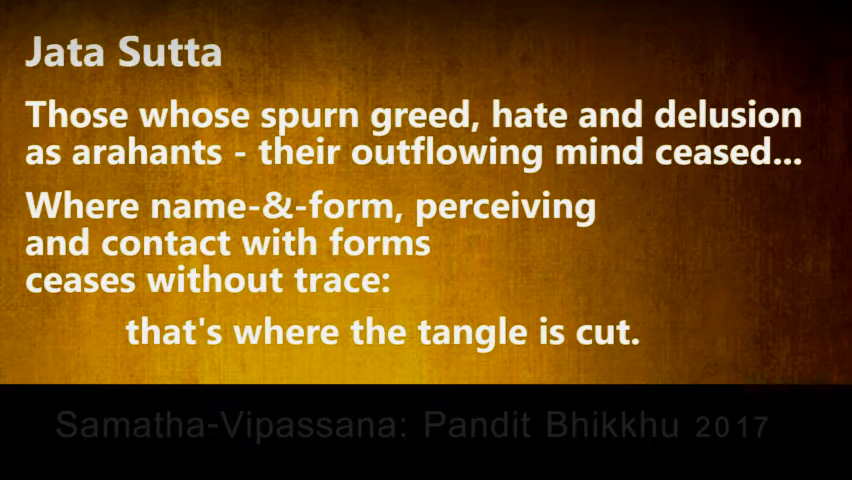 Jata Sutta
Those whose spurn greed, hate and delusion
as arahants - their outflowing mind ceased...
Where name-&-form, perceiving
and contact with forms
ceases without trace:
that's where the tangle is cut.
Samatha-Vipassana: Pandit Bhikkhu 2017